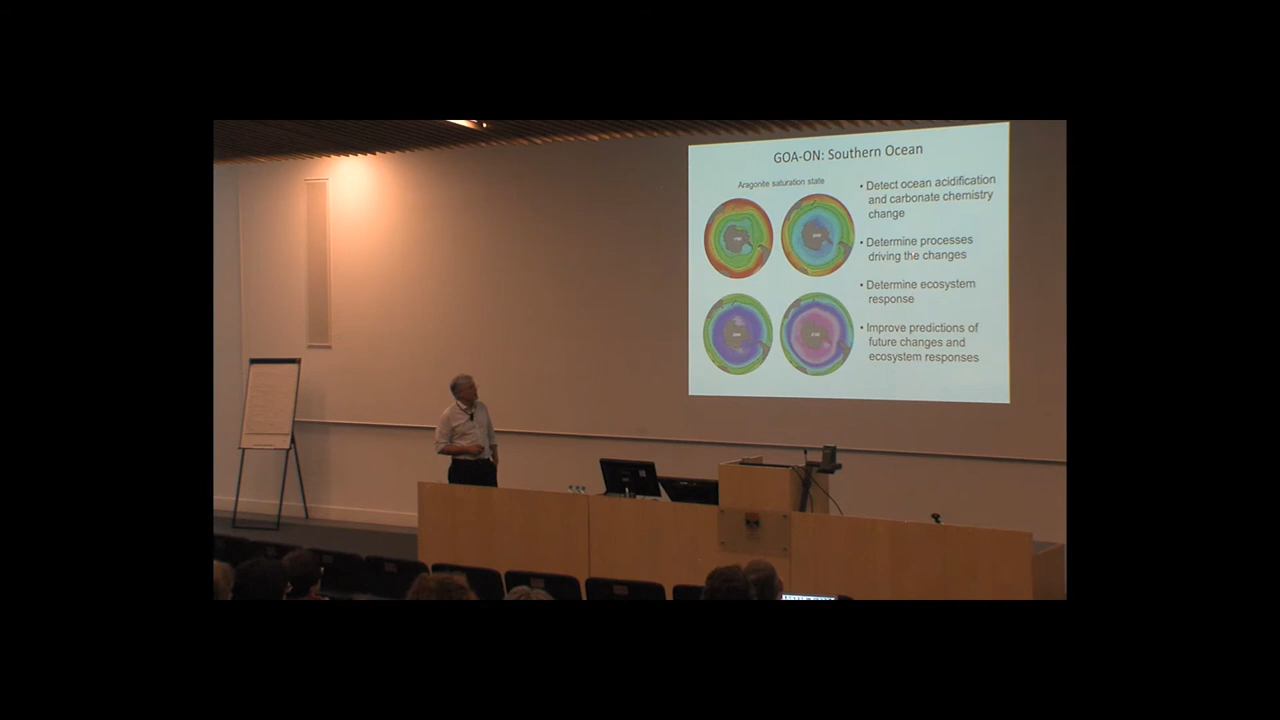 GOA-ON: Southern Ocean
Aragonite saturation state
• Detect ocean acidification
and carbonate chemistry
change
• Determine processes
driving the changes
• Determine ecosystem
response
• Improve predictions of
future changes and
ecosystem responses